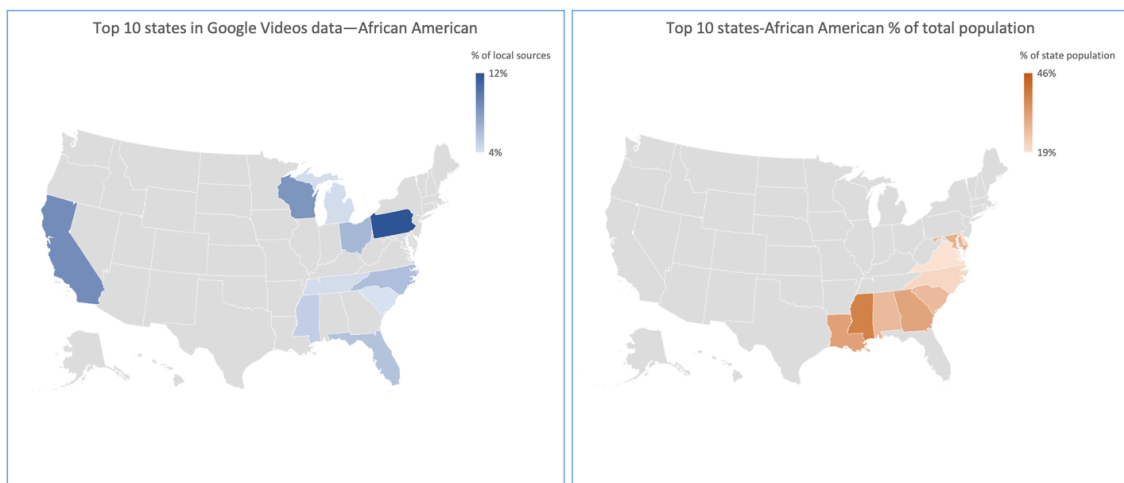 Top 10 states in Google Videos data—African American
% of local sources
12%
4%
Top 10 states-African American % of total population
% of state population
46%
19%